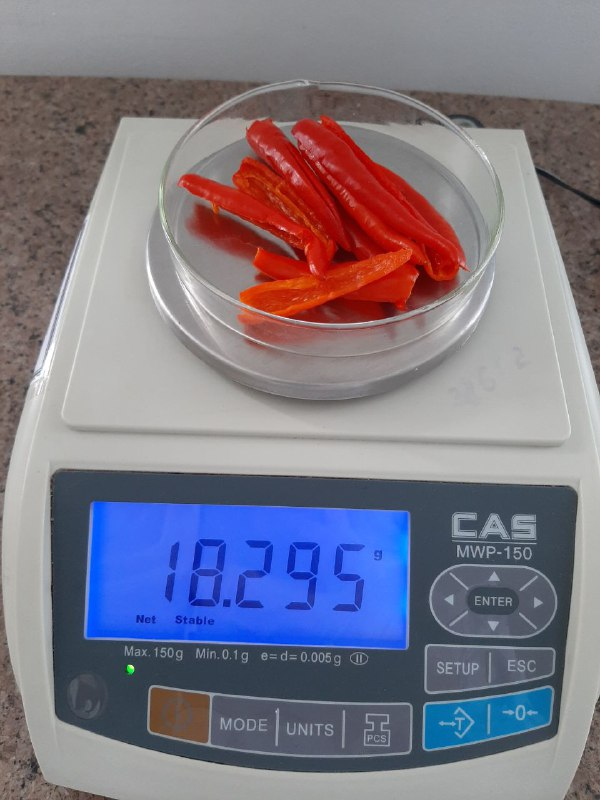 18.295 g
Net Stable
CAS
MWP-150
ENTER
Max. 150g Min. 0.1g e=d= 0.005g II
SETUP ESC
MODE UNITS PCS
T 0